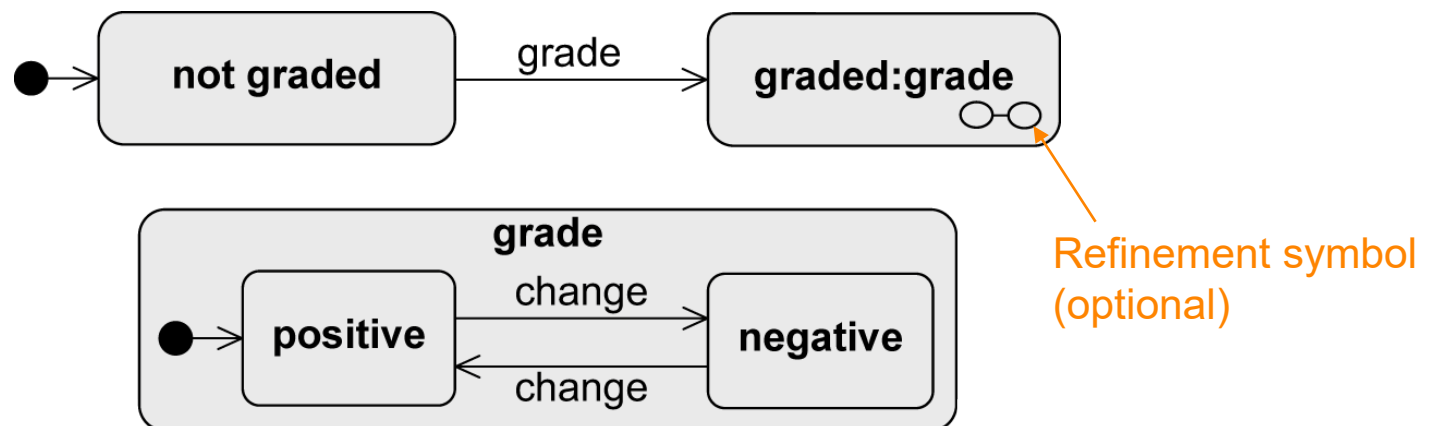 not graded
grade
graded:grade
grade
Refinement symbol
(optional)
positive
change
negative
change